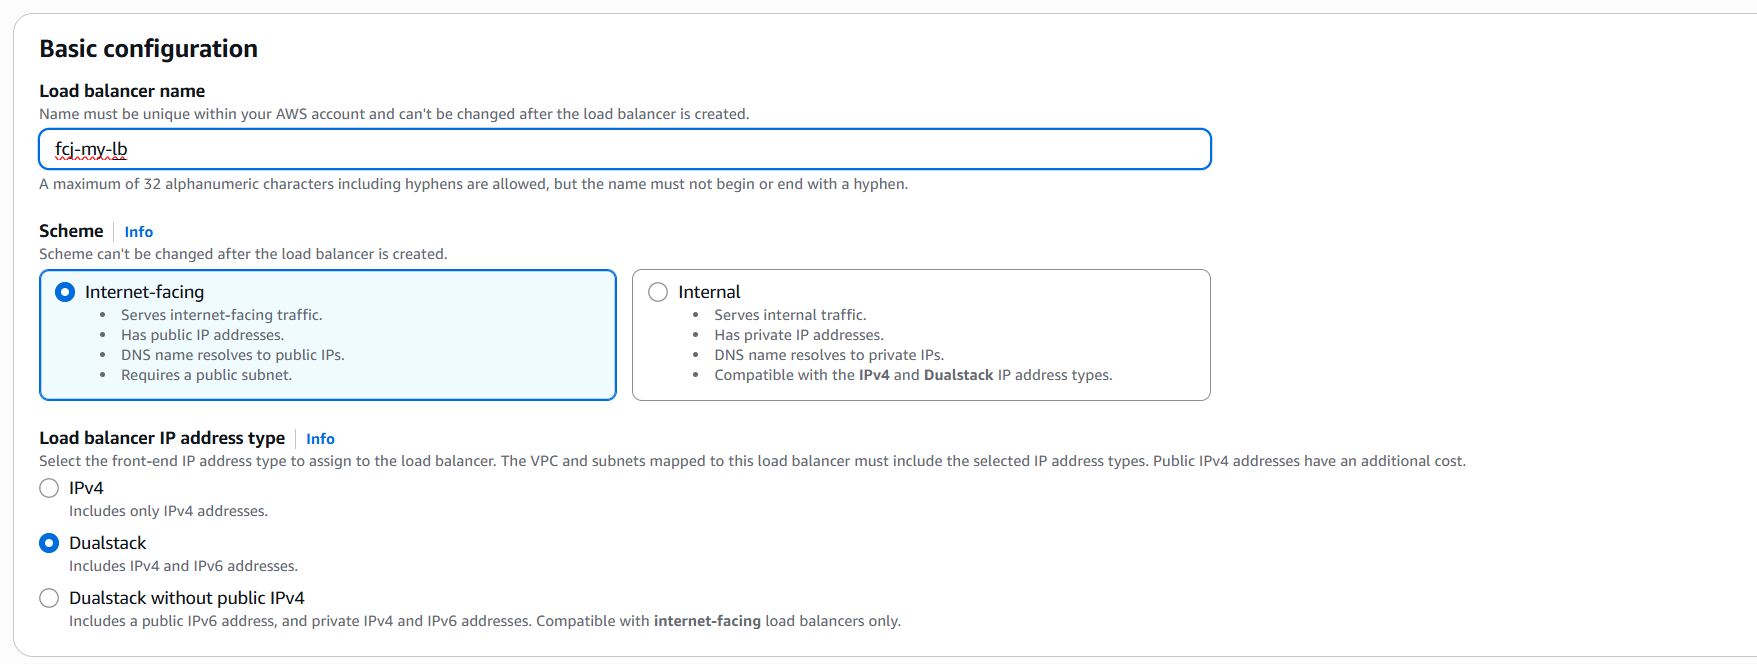 Basic configuration
Load balancer name
Name must be unique within your AWS account and can't be changed after the load balancer is created.
fcj-my-lb
A maximum of 32 alphanumeric characters including hyphens are allowed, but the name must not begin or end with a hyphen.
Scheme Info
Scheme can't be changed after the load balancer is created.
Internet-facing
• Serves internet-facing traffic.
• Has public IP addresses.
• DNS name resolves to public IPs.
• Requires a public subnet.
Internal
• Serves internal traffic.
• Has private IP addresses.
• DNS name resolves to private IPs.
• Compatible with the IPv4 and Dualstack IP address types.
Load balancer IP address type Info
Select the front-end IP address type to assign to the load balancer. The VPC and subnets mapped to this load balancer must include the selected IP address types. Public IPv4 addresses have an additional cost.
IPv4
Includes only IPv4 addresses.
Dualstack
Includes IPv4 and IPv6 addresses.
Dualstack without public IPv4
Includes a public IPv6 address, and private IPv4 and IPv6 addresses. Compatible with internet-facing load balancers only.